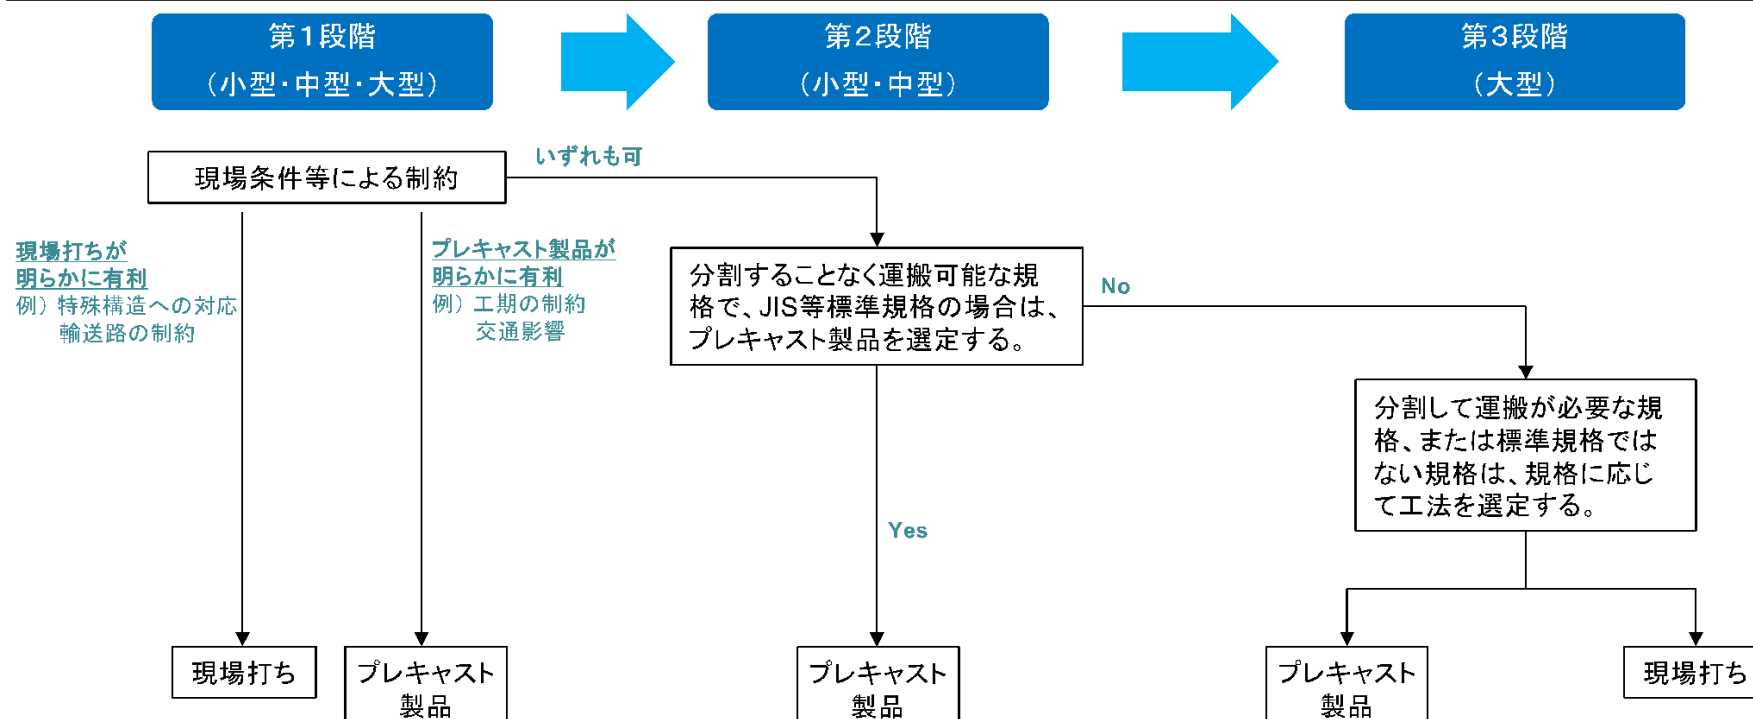 第1段階
（小型・中型・大型）
第2段階
（小型・中型）
第3段階
（大型）
現場条件等による制約
いずれも可
現場打ちが
明らかに有利
例）特殊構造への対応
輸送路の制約
プレキャスト製品が
明らかに有利
例）工期の制約
交通影響
分割することなく運搬可能な規
格で、JIS等標準規格の場合は、
プレキャスト製品を選定する。
No
分割して運搬が必要な規
格、または標準規格では
ない規格は、規格に応じ
て工法を選定する。
Yes
現場打ち
プレキャスト
製品
プレキャスト
製品
プレキャスト
製品
現場打ち